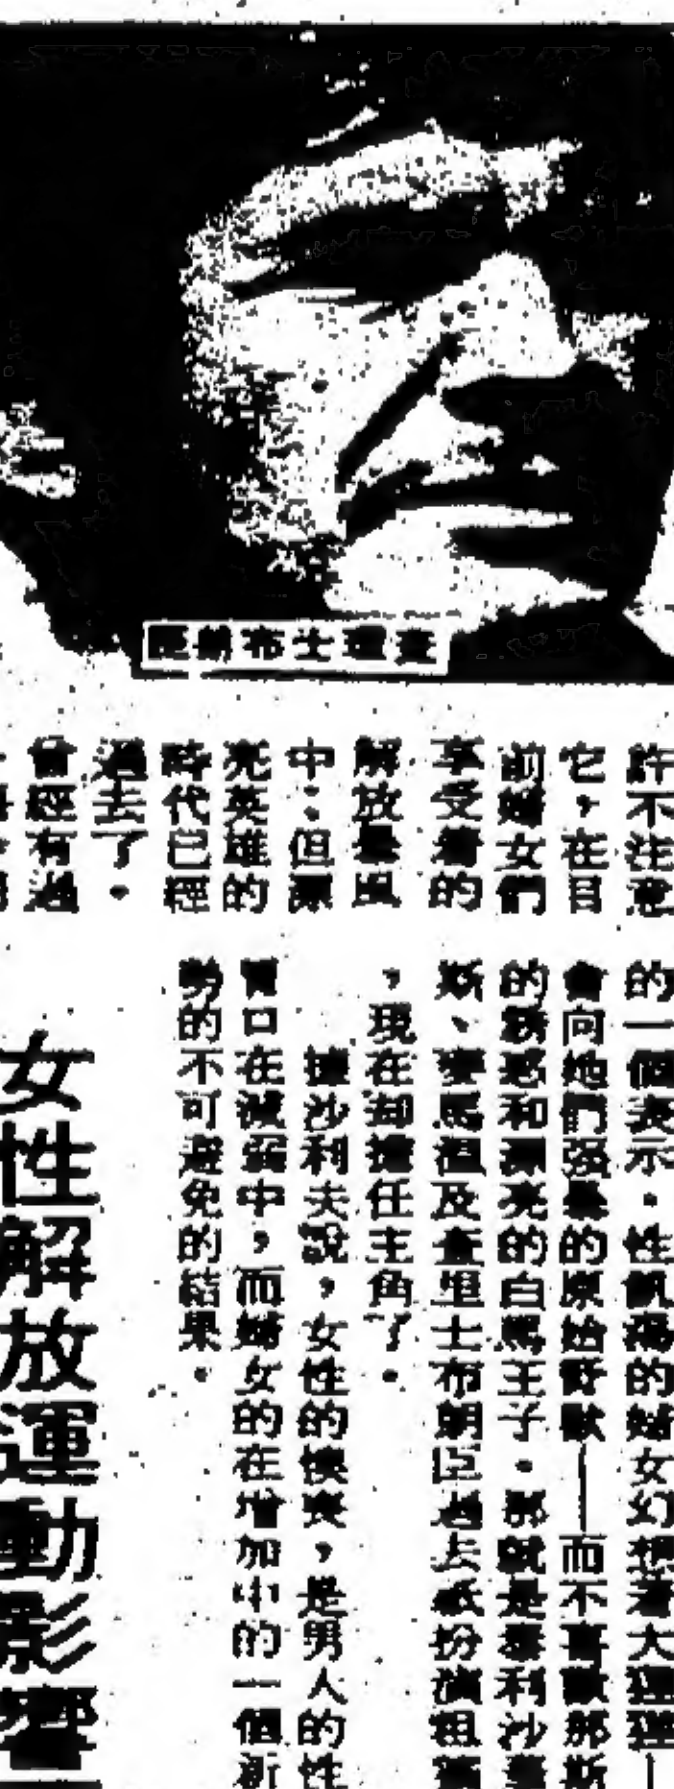 查理士布朗臣
許不注意
它，在目
前婦女們
享受着的
解放暴風
中：但漂
亮英雄的
時代已經
過去了。
曾經有過
的一個表示。性飢渴的婦女幻想着大猩猩—
會向她們强暴的原始野獸——而不喜歡那斯
的誘惑和漂亮的白馬王子。那就是泰利沙
斯、麥馬溫及查里士布朗臣過去祇扮演粗
，現在却擔任主角了。
據沙利夫說，女性的，是男人的性
胃口在減弱中，而婦女的在增加中的一個新
勢的不可避免的結果。
女性解放運動影響